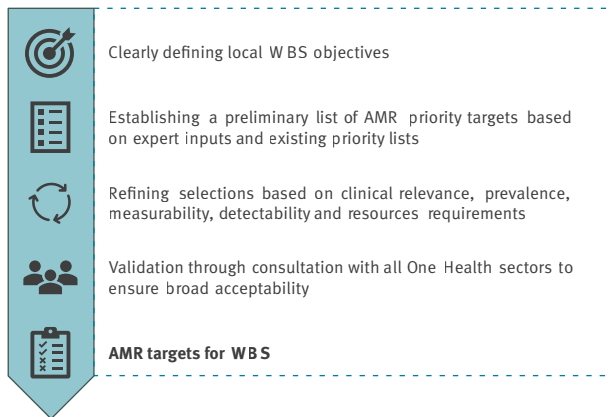 Clearly defining local WBS objectives
Establishing a preliminary list of AMR priority targets based
on expert inputs and existing priority lists
Refining selections based on clinical relevance, prevalence,
measurability, detectability and resources requirements
Validation through consultation with all One Health sectors to
ensure broad acceptability
AMR targets for WBS